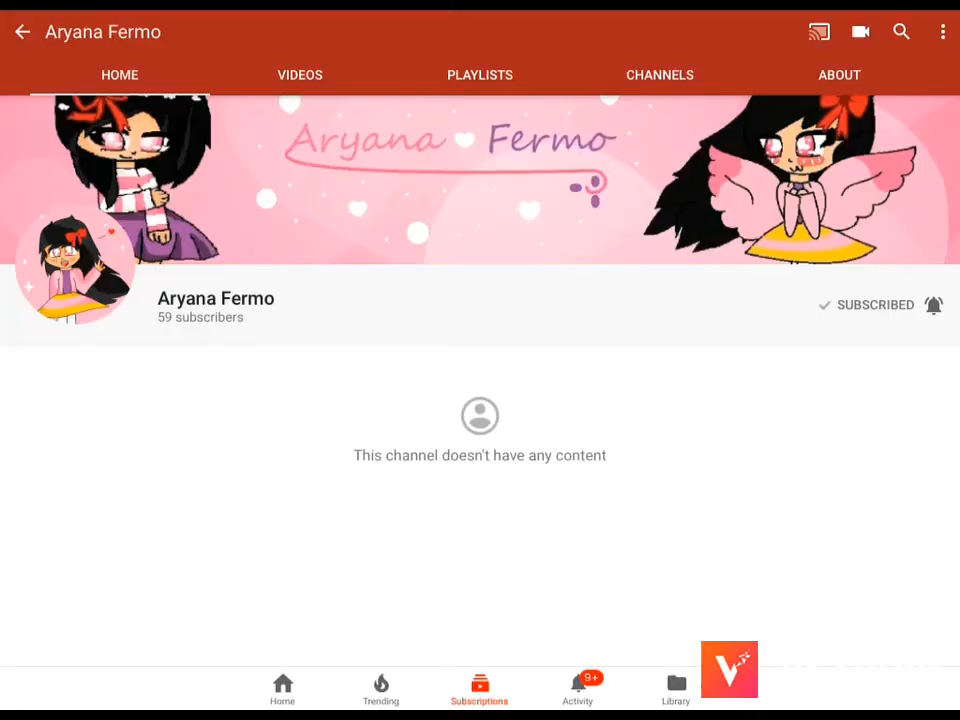 Aryana Fermo
HOME
VIDEOS
PLAYLISTS
CHANNELS
ABOUT
Aryana Fermo
Aryana Fermo
59 subscribers
SUBSCRIBED
This channel doesn't have any content
9+
Home
Trending
Subscriptions
Activity
Library
V